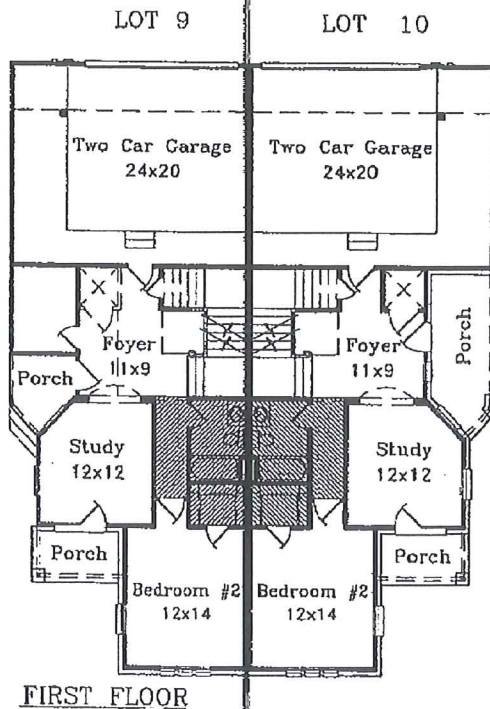 LOT 9 LOT 10
Two Car Garage Two Car Garage
24x20 24x20
Foyer Foyer
11x9 11x9
Porch
Porch
Study Study
12x12 12x12
Porch Porch
Bedroom #2 Bedroom #2
12x14 12x14
FIRST FLOOR